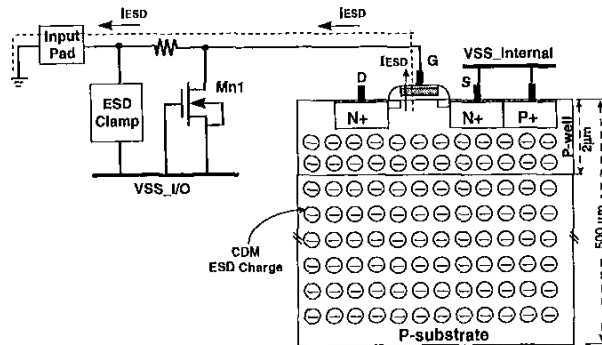 IESD
IESD
Input
Pad
IESD
G
VSS_Internal
D
S
Mn1
ESD
Clamp
N+
N+
P+
P-well
2μm
VSS_I/O
CDM
ESD Charge
500 μm
P-substrate